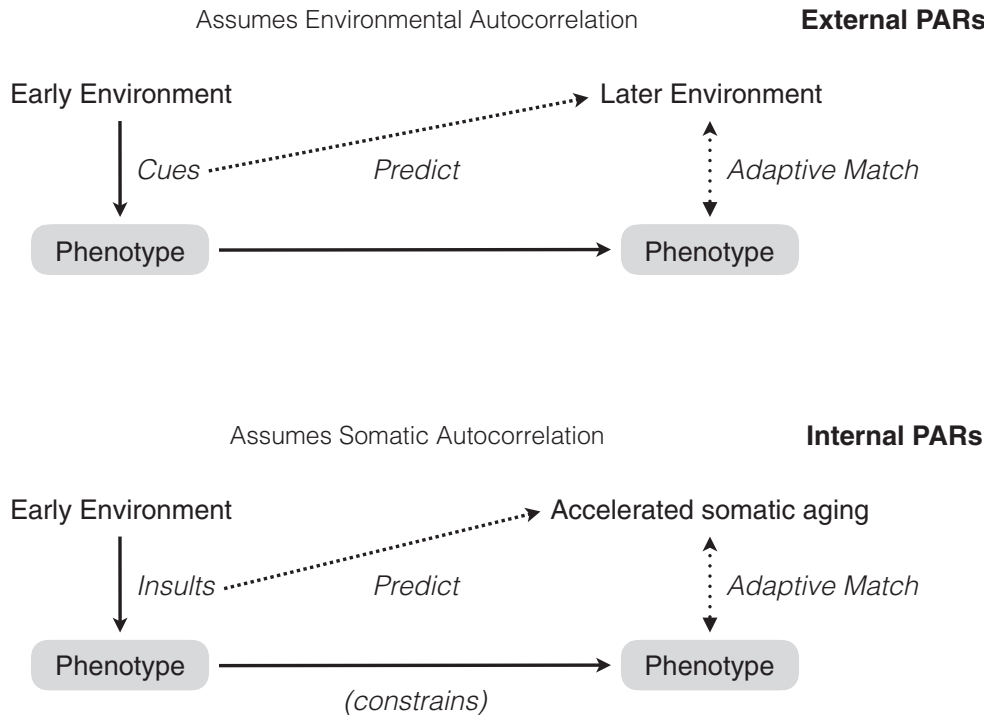 Assumes Environmental Autocorrelation External PARs
Early Environment Later Environment
Cues Predict Adaptive Match
Phenotype Phenotype
Assumes Somatic Autocorrelation Internal PARs
Early Environment Accelerated somatic aging
Insults Predict Adaptive Match
Phenotype Phenotype
(constrains)